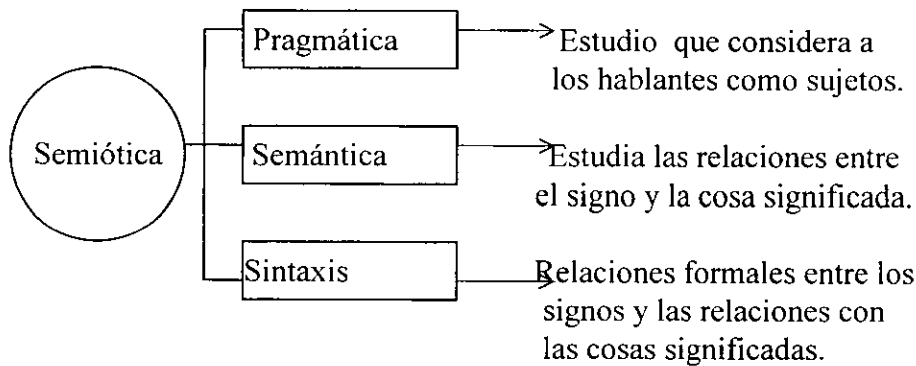 Semiótica
Pragmática
Estudio que considera a
los hablantes como sujetos.
Semántica
Estudia las relaciones entre
el signo y la cosa significada.
Sintaxis
Relaciones formales entre los
signos y las relaciones con
las cosas significadas.